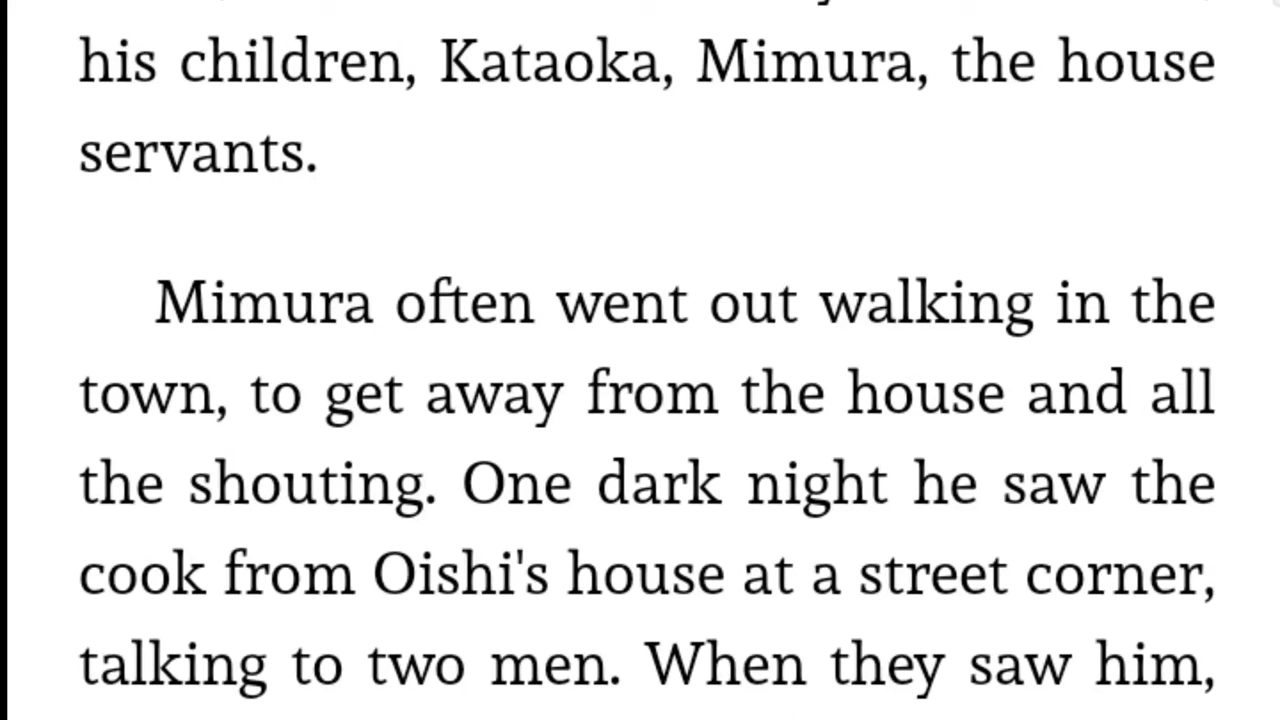 his children, Kataoka, Mimura, the house
servants.
Mimura often went out walking in the
town, to get away from the house and all
the shouting. One dark night he saw the
cook from Oishi's house at a street corner,
talking to two men. When they saw him,